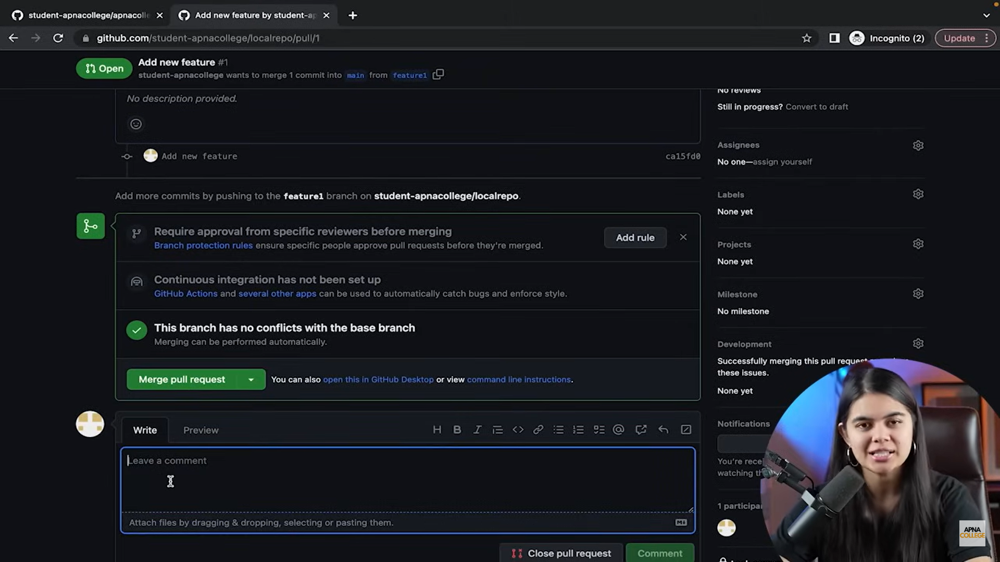 student-apnacollege/apnacoll
Add new feature by student-ap
github.com/student-apnacollege/localrepo/pull/1
Incognito (2)
Update
Open
Add new feature #1
student-apnacollege wants to merge 1 commit into main from feature1
No description provided.
Add new feature
ca15fd0
Add more commits by pushing to the feature1 branch on student-apnacollege/localrepo.
Require approval from specific reviewers before merging
Branch protection rules ensure specific people approve pull requests before they're merged.
Add rule
Continuous integration has not been set up
GitHub Actions and several other apps can be used to automatically catch bugs and enforce style.
This branch has no conflicts with the base branch
Merging can be performed automatically.
Merge pull request
You can also open this in GitHub Desktop or view command line instructions.
Write
Preview
H B I
Leave a comment
Attach files by dragging & dropping, selecting or pasting them.
Close pull request
Comment
No reviews
Still in progress? Convert to draft
Assignees
No one—assign yourself
Labels
None yet
Projects
None yet
Milestone
No milestone
Development
Successfully merging this pull request
these issues.
None yet
Notifications
You're rece
watching th
1 participa
APNA
COLLEGE